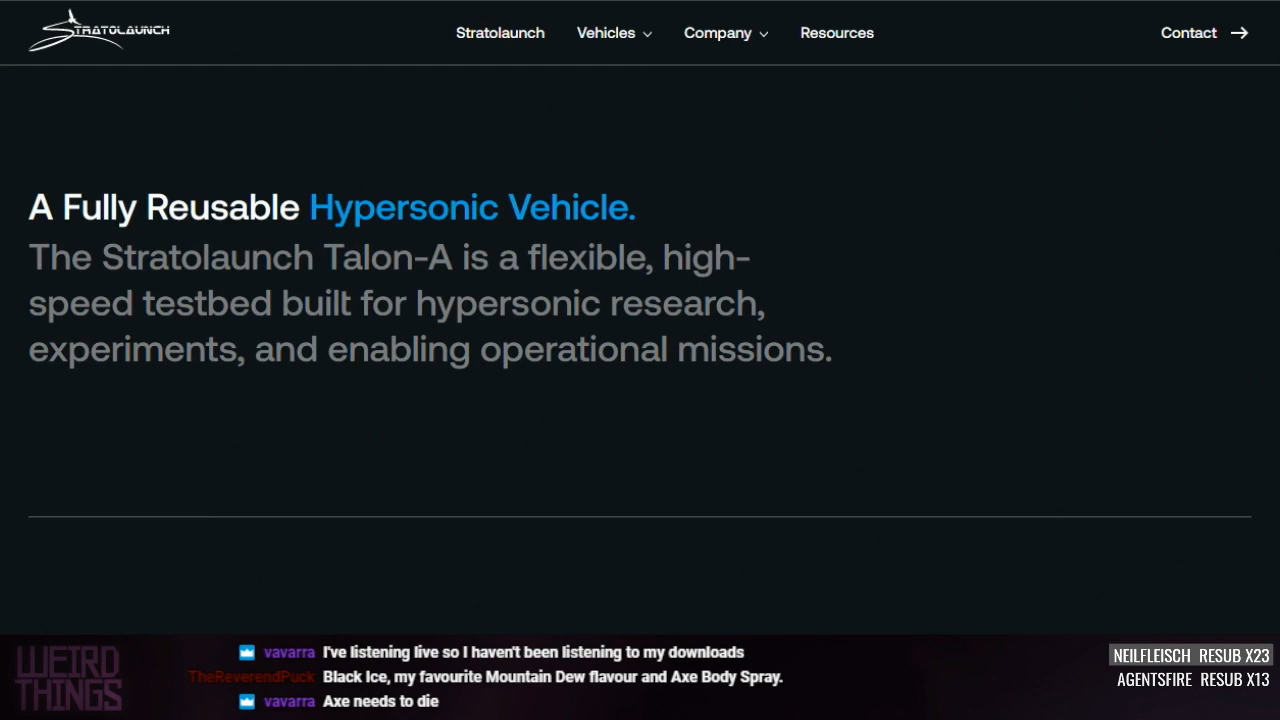 STRATOLAUNCH
Stratolaunch Vehicles Company Resources Contact
A Fully Reusable Hypersonic Vehicle.
The Stratolaunch Talon-A is a flexible, high-
speed testbed built for hypersonic research,
experiments, and enabling operational missions.
WEIRD
THINGS
vavarra I've listening live so I haven't been listening to my downloads
TheReverendPuck Black Ice, my favourite Mountain Dew flavour and Axe Body Spray.
vavarra Axe needs to die
NEILFLEISCH RESUB X23
AGENTSFIRE RESUB X13